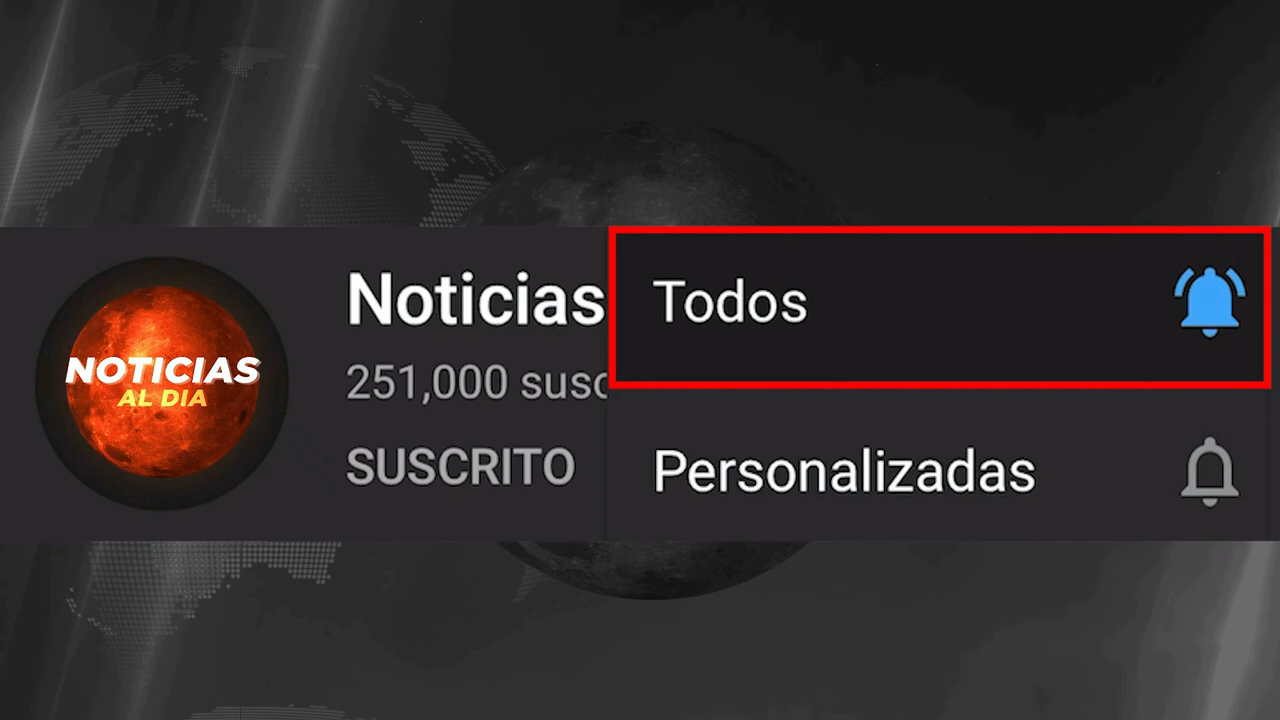 NOTICIAS
AL DIA
Noticias
251,000 susc
SUSCRITO
Todos
Personalizadas